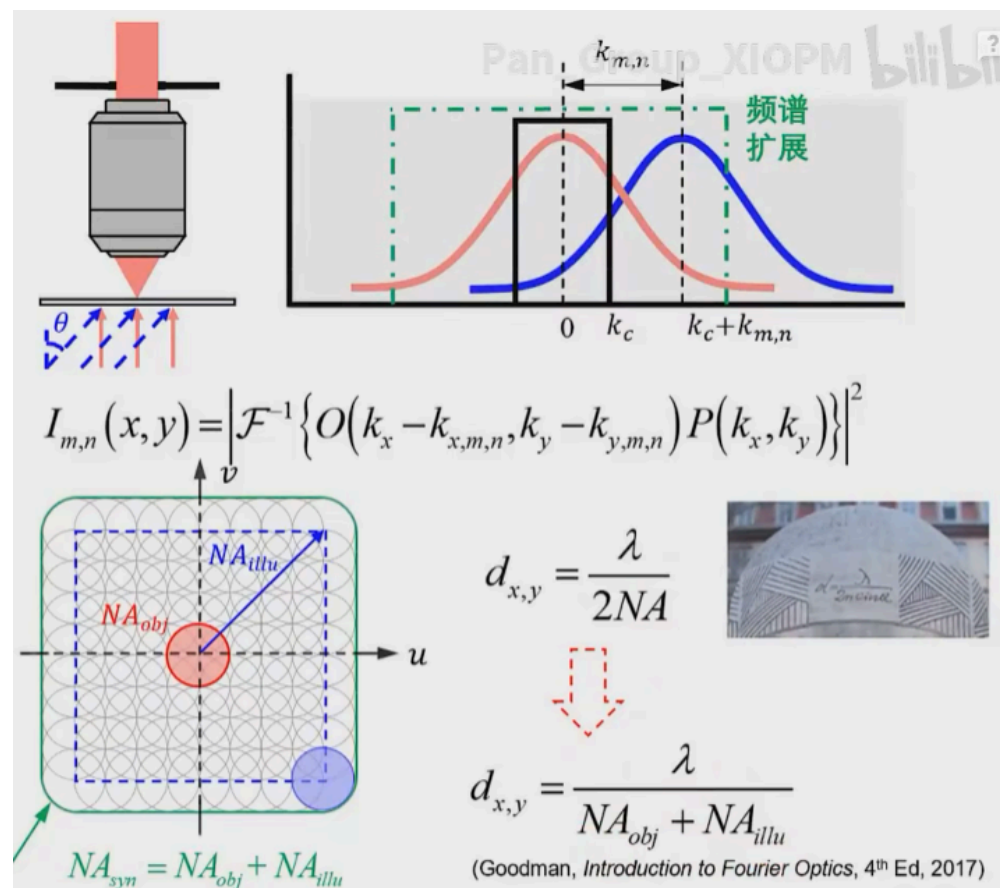 Pan_Group_XIOPM bilibili
?
k_{m,n}
频谱
扩展
θ
0 k_c k_c+k_{m,n}
I_{m,n}(x,y)=|ℱ^{-1}{O(k_x−k_{x,m,n},k_y−k_{y,m,n})P(k_x,k_y)}|^2
v
NA_{illu}
NA_{obj}
u
d_{x,y} = λ/2NA
d_{x,y} = λ/(NA_{obj} + NA_{illu})
NA_{syn} = NA_{obj} + NA_{illu}
(Goodman, Introduction to Fourier Optics, 4th Ed, 2017)